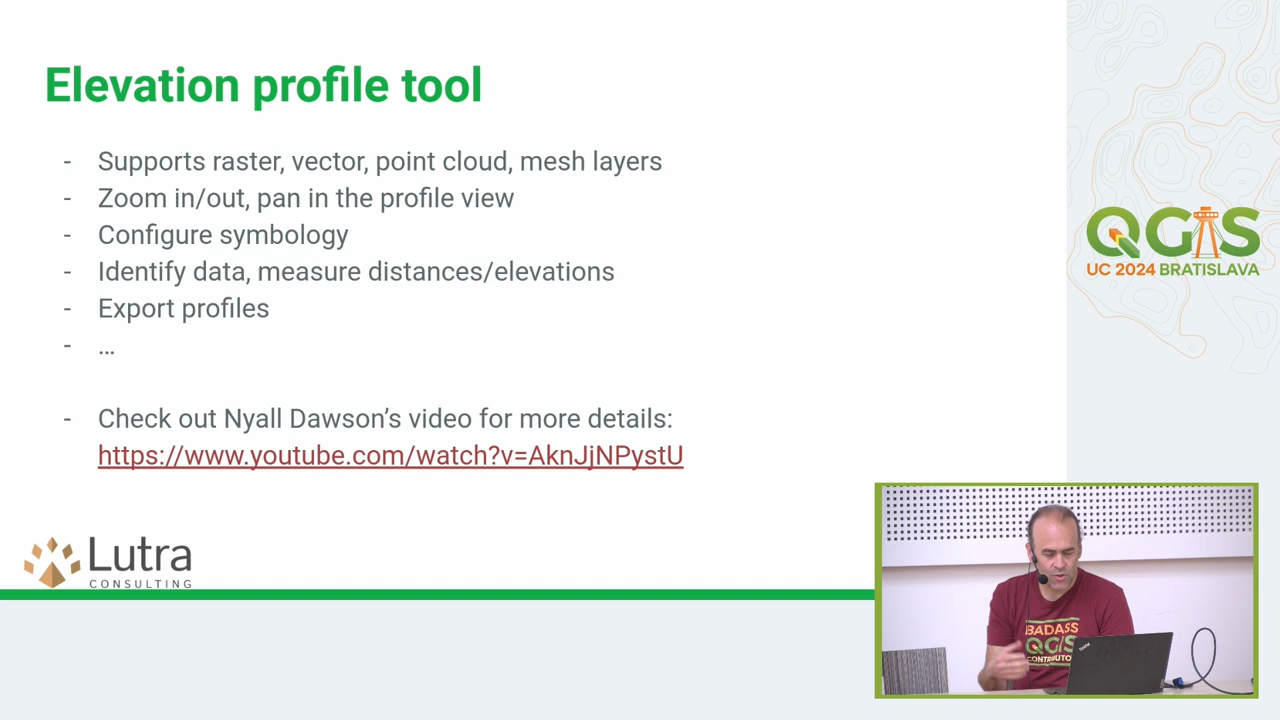 Elevation profile tool
- Supports raster, vector, point cloud, mesh layers
- Zoom in/out, pan in the profile view
- Configure symbology
- Identify data, measure distances/elevations
- Export profiles
- …
- Check out Nyall Dawson’s video for more details:
https://www.youtube.com/watch?v=AknJjNPystU
QGIS
UC 2024 BRATISLAVA
Lutra
CONSULTING
BADASS
QGIS
CONTRIBUTO